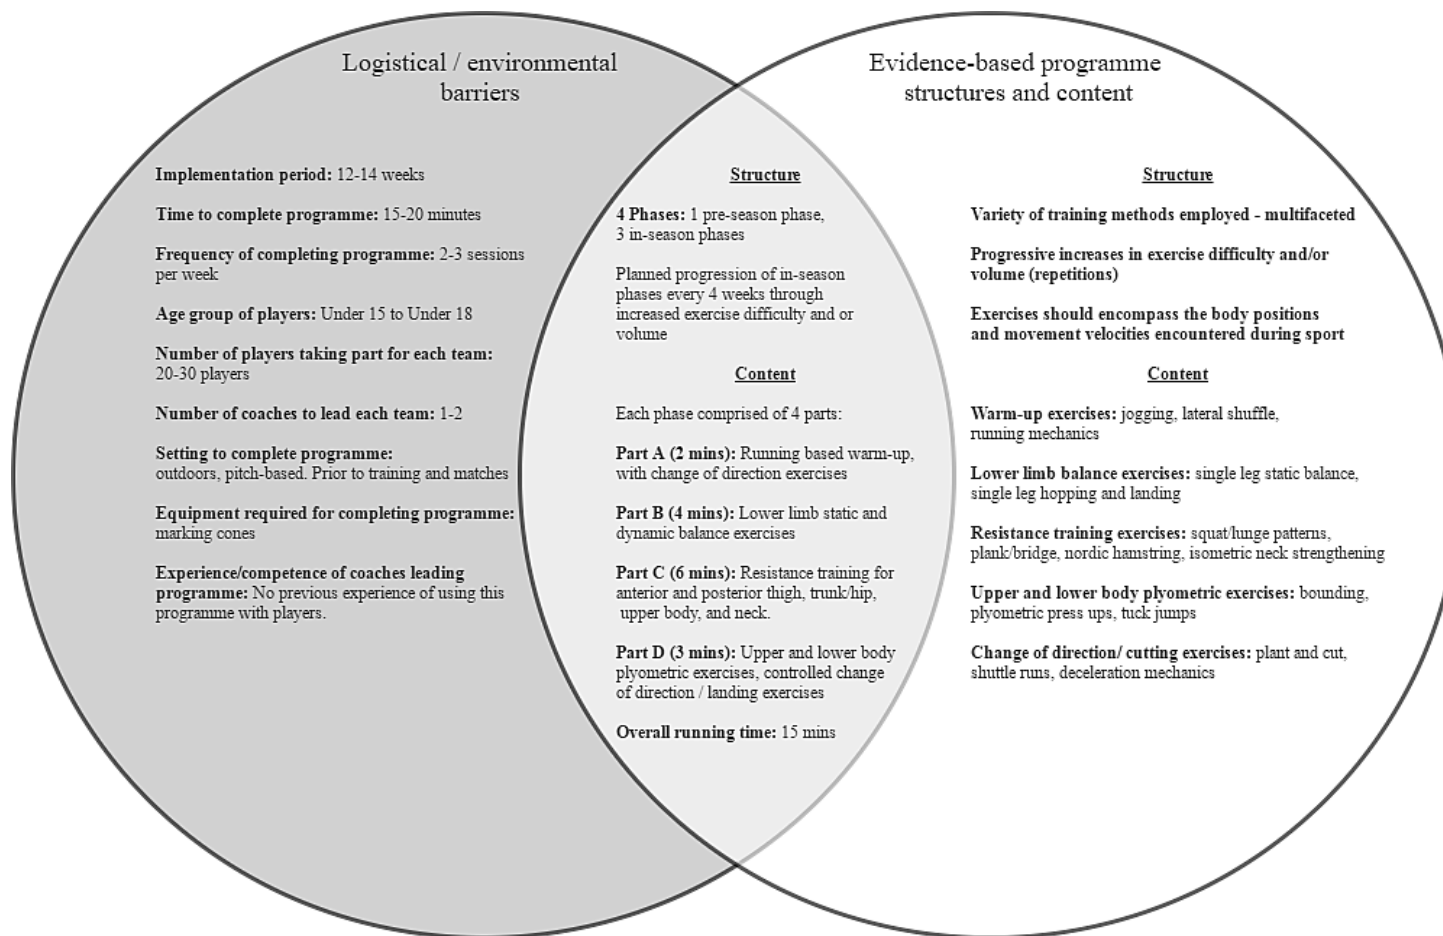 Logistical / environmental
barriers
Implementation period: 12-14 weeks
Time to complete programme: 15-20 minutes
Frequency of completing programme: 2-3 sessions
per week
Age group of players: Under 15 to Under 18
Number of players taking part for each team:
20-30 players
Number of coaches to lead each team: 1-2
Setting to complete programme:
outdoors, pitch-based. Prior to training and matches
Equipment required for completing programme:
marking cones
Experience/competence of coaches leading
programme: No previous experience of using this
programme with players.
Structure
4 Phases: 1 pre-season phase,
3 in-season phases
Planned progression of in-season
phases every 4 weeks through
increased exercise difficulty and or
volume
Content
Each phase comprised of 4 parts:
Part A (2 mins): Running based warm-up,
with change of direction exercises
Part B (4 mins): Lower limb static and
dynamic balance exercises
Part C (6 mins): Resistance training for
anterior and posterior thigh, trunk/hip,
upper body, and neck.
Part D (3 mins): Upper and lower body
plyometric exercises, controlled change
of direction / landing exercises
Overall running time: 15 mins
Evidence-based programme
structures and content
Structure
Variety of training methods employed - multifaceted
Progressive increases in exercise difficulty and/or
volume (repetitions)
Exercises should encompass the body positions
and movement velocities encountered during sport
Content
Warm-up exercises: jogging, lateral shuffle,
running mechanics
Lower limb balance exercises: single leg static balance,
single leg hopping and landing
Resistance training exercises: squat/lunge patterns,
plank/bridge, nordic hamstring, isometric neck strengthening
Upper and lower body plyometric exercises: bounding,
plyometric press ups, tuck jumps
Change of direction/ cutting exercises: plant and cut,
shuttle runs, deceleration mechanics